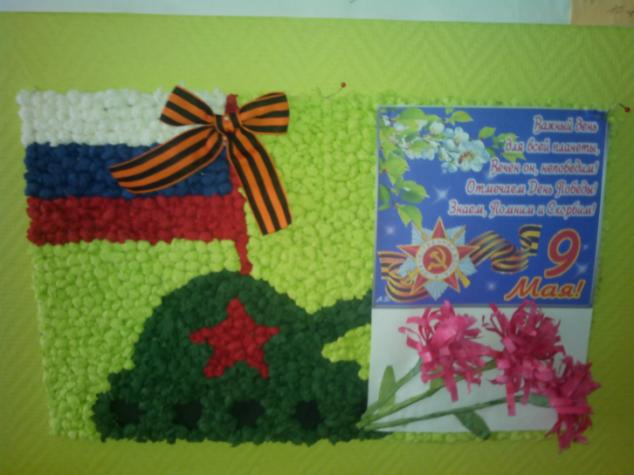 Важный день
для всей планеты,
Вечен он, непобедим!
Отмечаем День Победы!
Знаем, Помним и Скорбим!
9
Мая!